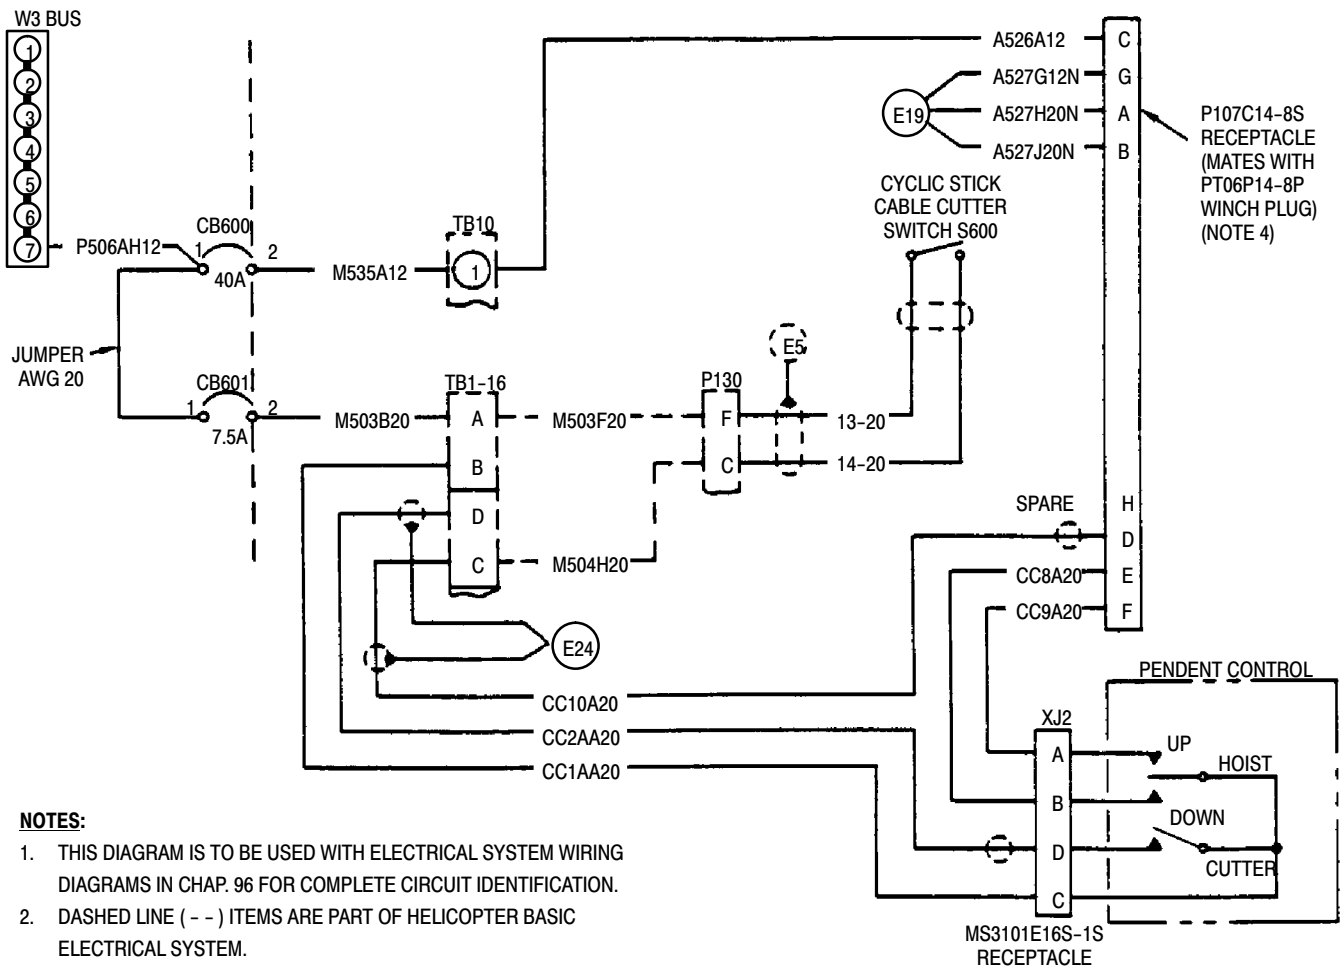 W3 BUS
1
2
3
4
5
6
7
P506AH12
CB600
1
2
40A
M535A12
TB10
1
JUMPER
AWG 20
CB601
1
2
7.5A
M503B20
TB1-16
A
B
D
C
M503F20
M504H20
P130
F
C
E5
13-20
14-20
CYCLIC STICK
CABLE CUTTER
SWITCH S600
A526A12
A527G12N
A527H20N
A527J20N
E19
C
G
A
B
P107C14-8S
RECEPTACLE
(MATES WITH
PT06P14-8P
WINCH PLUG)
(NOTE 4)
SPARE
H
D
CC8A20
E
CC9A20
F
E24
CC10A20
CC2AA20
CC1AA20
PENDENT CONTROL
XJ2
A
B
D
C
UP
HOIST
DOWN
CUTTER
MS3101E16S-1S
RECEPTACLE
NOTES:
1. THIS DIAGRAM IS TO BE USED WITH ELECTRICAL SYSTEM WIRING
DIAGRAMS IN CHAP. 96 FOR COMPLETE CIRCUIT IDENTIFICATION.
2. DASHED LINE ( - - ) ITEMS ARE PART OF HELICOPTER BASIC
ELECTRICAL SYSTEM.